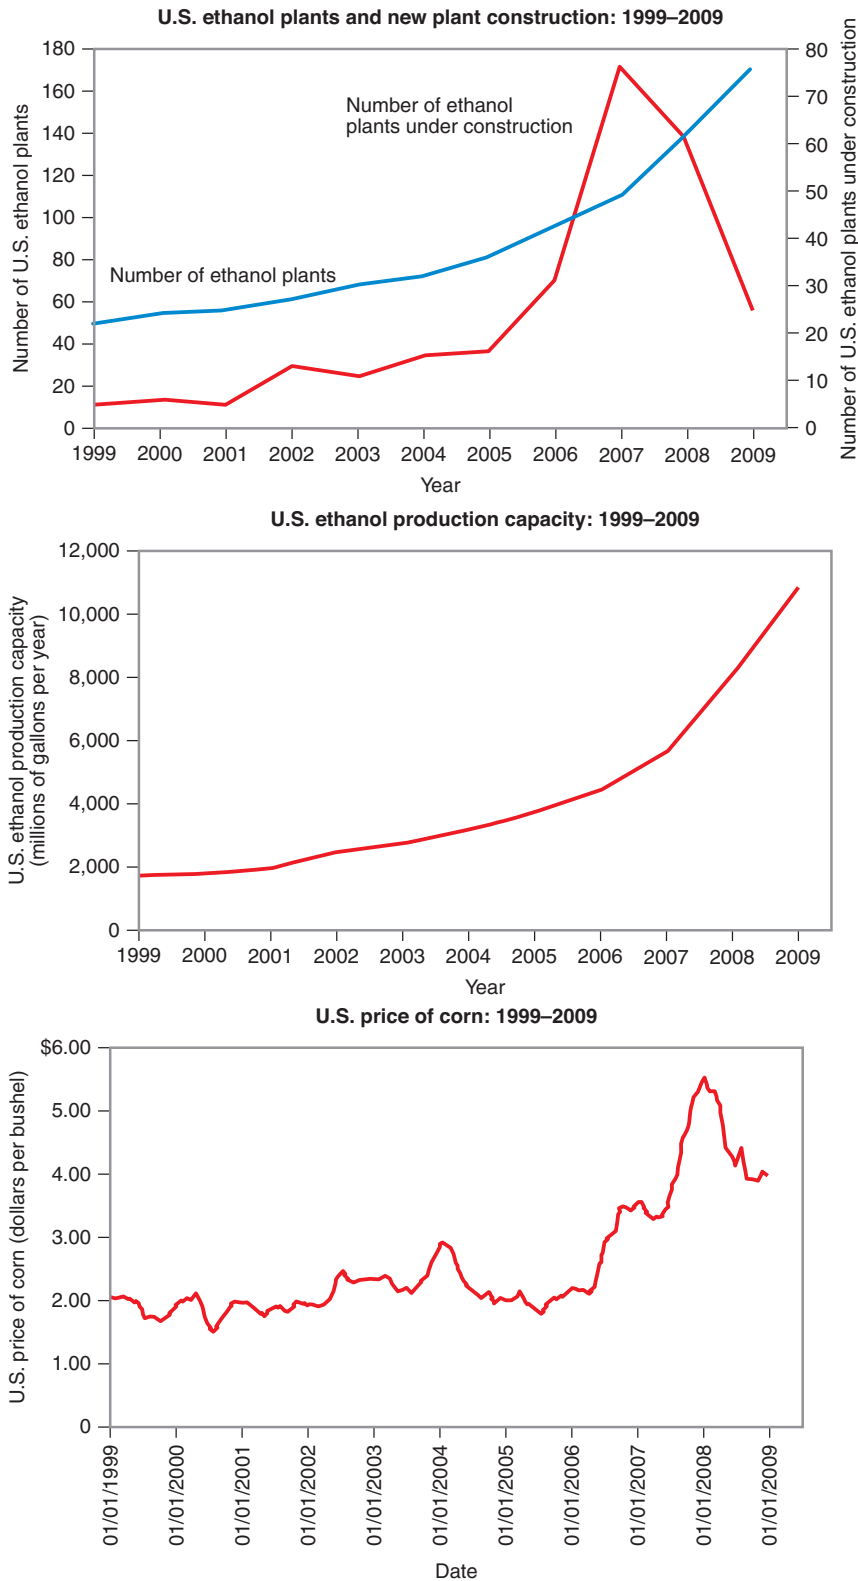 U.S. ethanol plants and new plant construction: 1999–2009
Number of U.S. ethanol plants
180
160
140
120
100
80
60
40
20
0
Number of ethanol
plants under construction
Number of ethanol plants
80
70
60
50
40
30
20
10
0
Number of U.S. ethanol plants under construction
1999 2000 2001 2002 2003 2004 2005 2006 2007 2008 2009
Year
U.S. ethanol production capacity: 1999–2009
U.S. ethanol production capacity
(millions of gallons per year)
12,000
10,000
8,000
6,000
4,000
2,000
0
1999 2000 2001 2002 2003 2004 2005 2006 2007 2008 2009
Year
U.S. price of corn: 1999–2009
U.S. price of corn (dollars per bushel)
$6.00
5.00
4.00
3.00
2.00
1.00
0
01/01/1999
01/01/2000
01/01/2001
01/01/2002
01/01/2003
01/01/2004
01/01/2005
01/01/2006
01/01/2007
01/01/2008
01/01/2009
Date